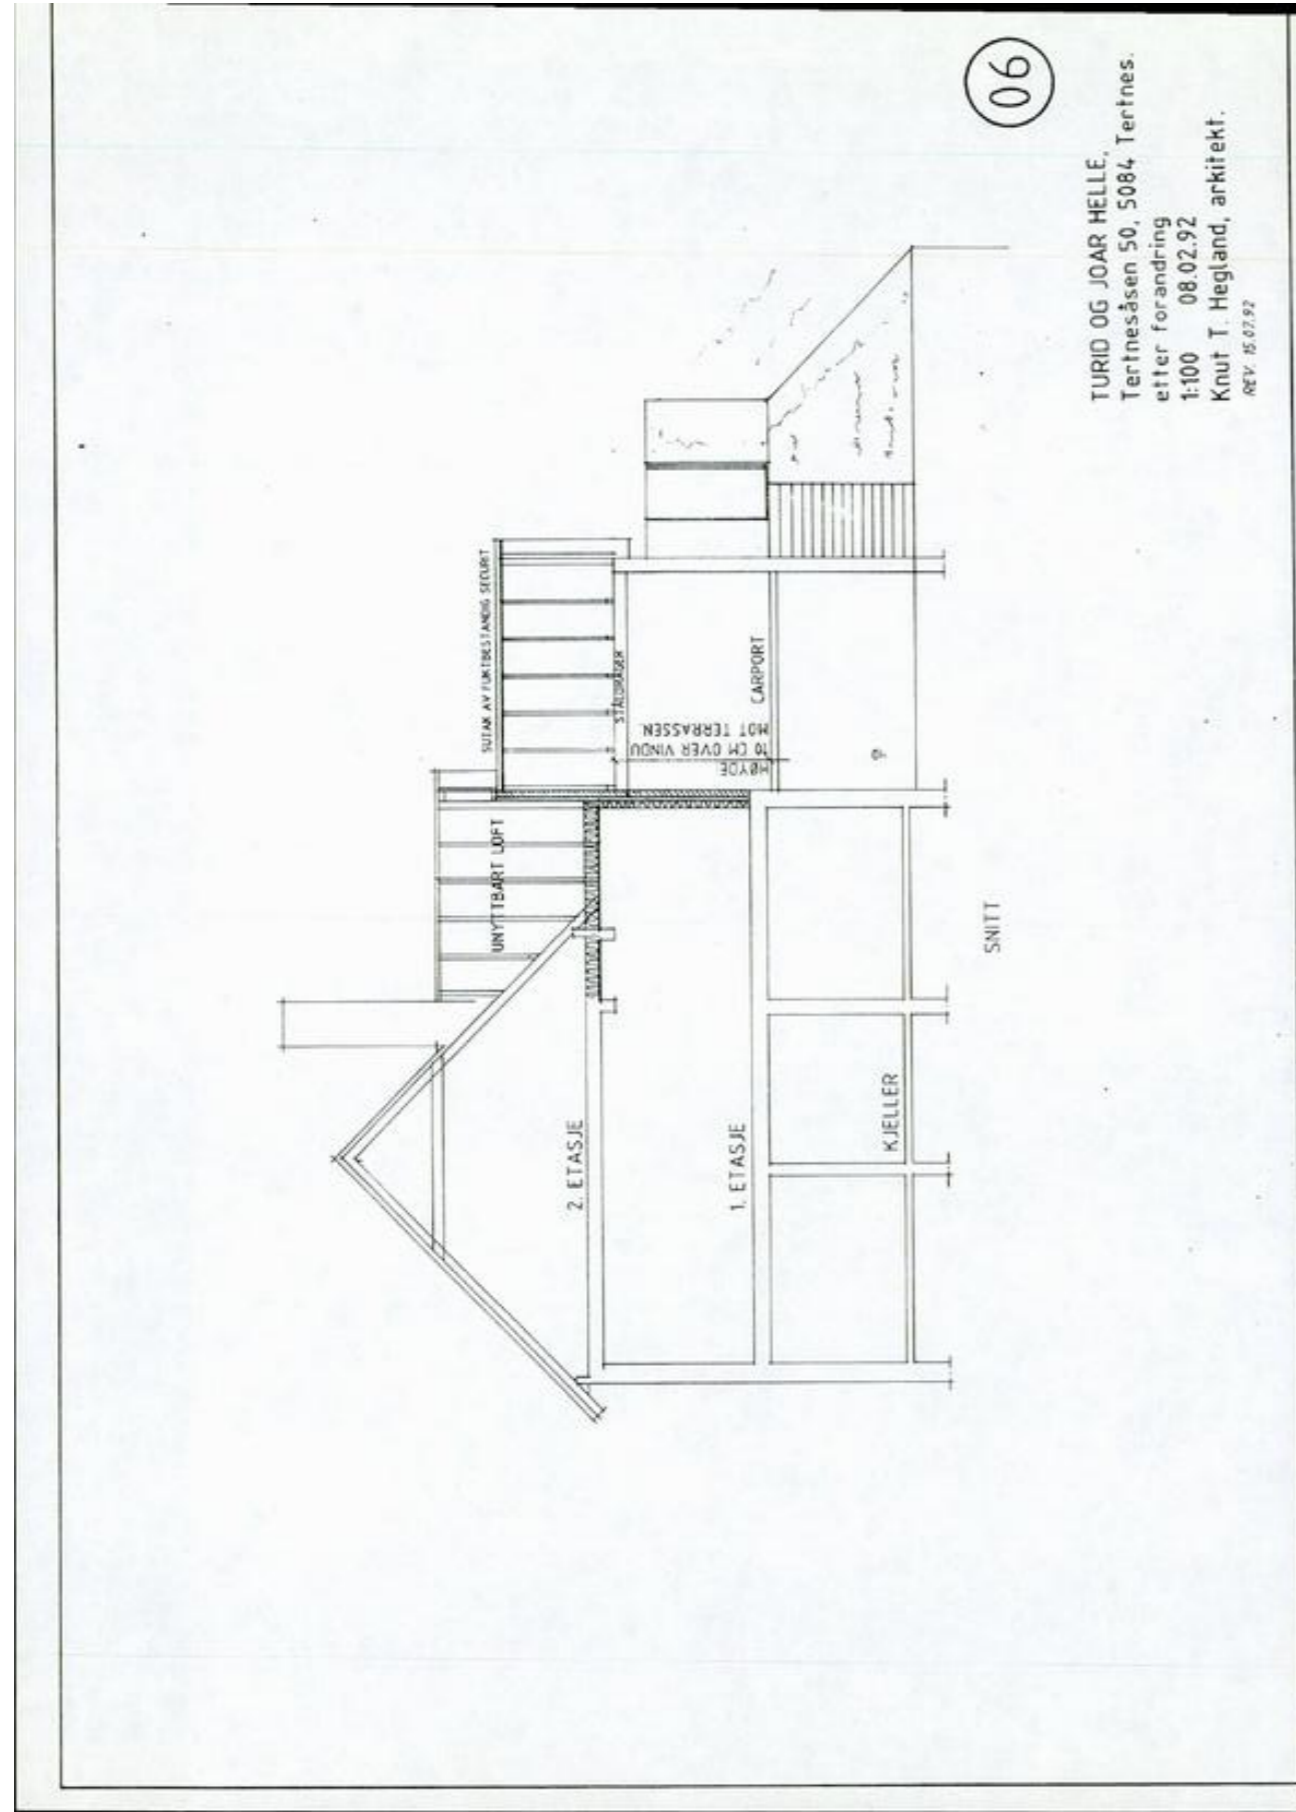 06
TURID OG JOAR HELLE,
Tertnesåsen 50, 5084 Tertnes.
etter forandring
1:100 08.02.92
Knut T. Hegland, arkitekt.
REV. 15.07.92
SUTAK AV FUKTBESTANDIG SECURIT
UNYTTBART LOFT
STÅLDRAGER
HØYDE
10 CM OVER VINDU
MOT TERRASSEN.
CARPORT
2. ETASJE
1. ETASJE
KJELLER
SNITT